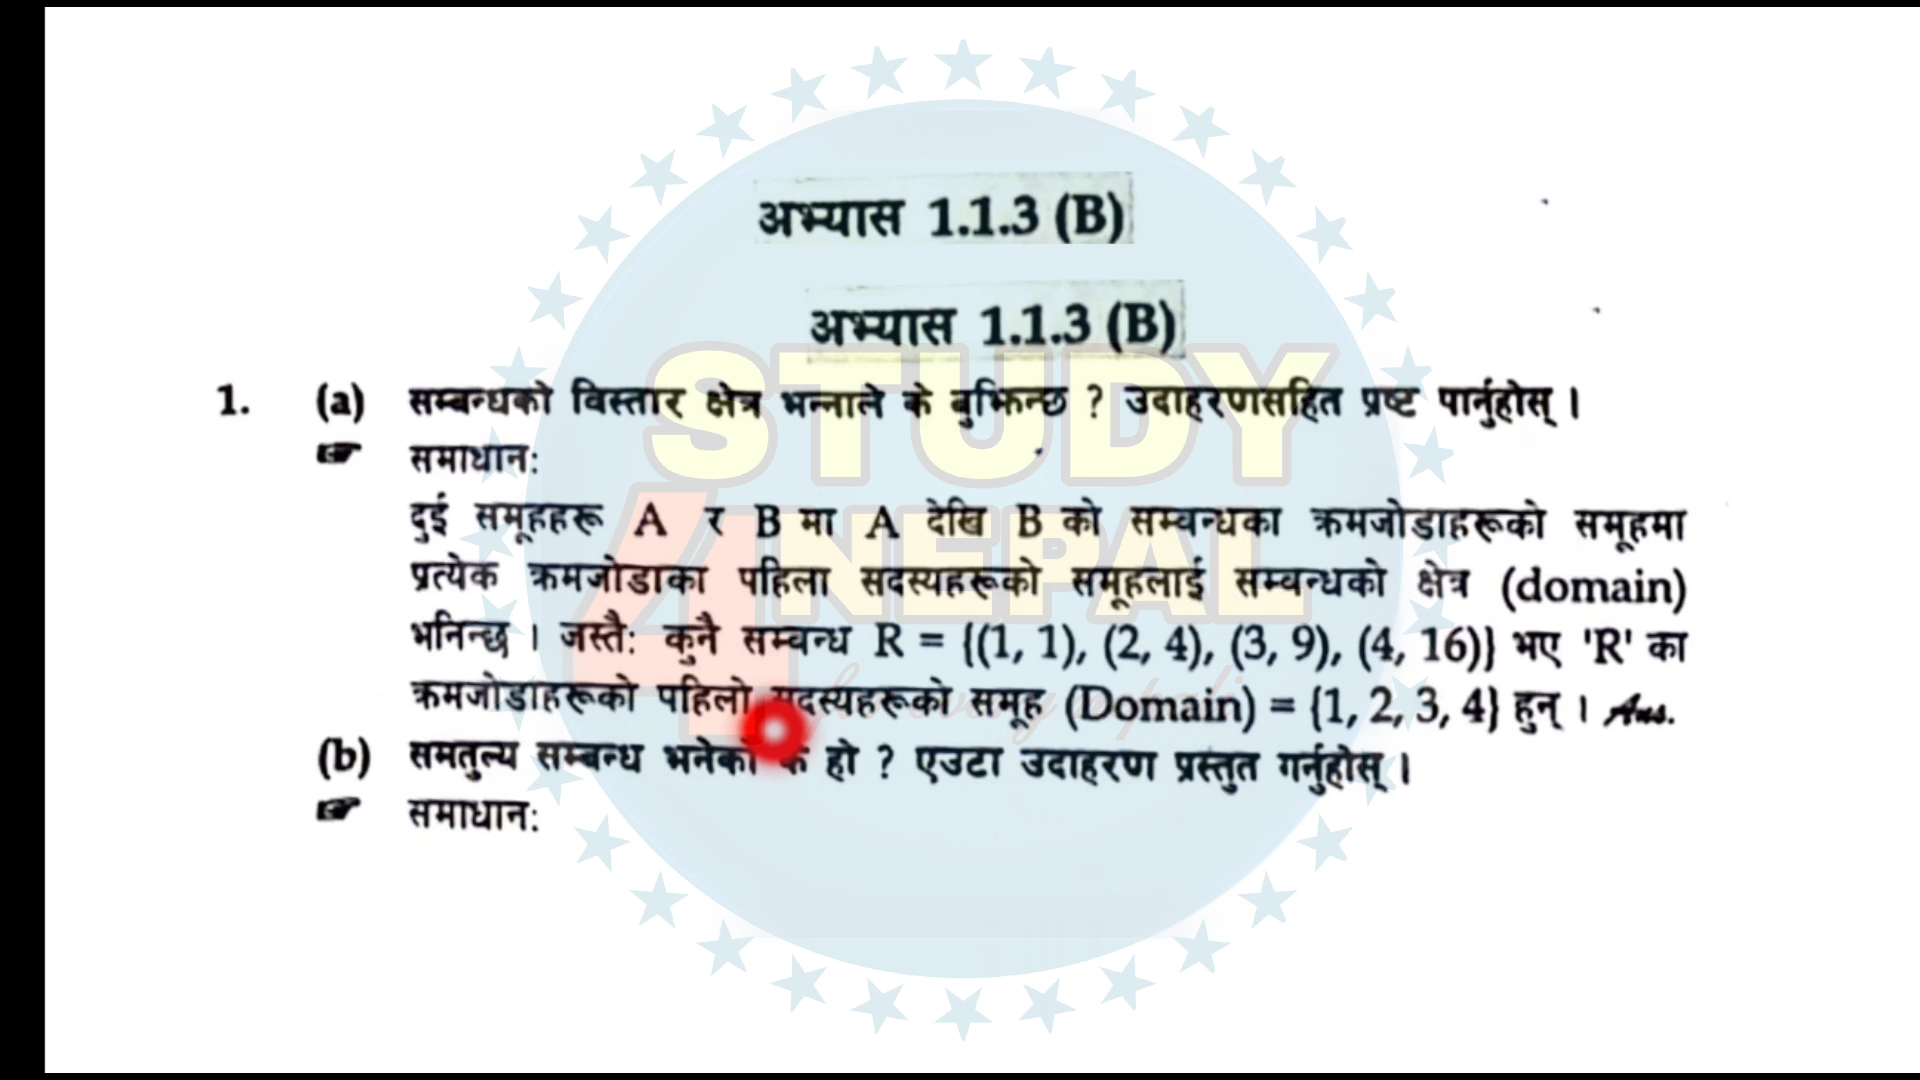 अभ्यास 1.1.3 (B)
अभ्यास 1.1.3 (B)
1. (a) सम्बन्धको विस्तार क्षेत्र भन्नाले के बुझिन्छ ? उदाहरणसहित प्रष्ट पार्नुहोस् ।
☞ समाधान:
दुई समूहहरू A र B मा A देखि B को सम्बन्धका क्रमजोडाहरूको समूहमा
प्रत्येक क्रमजोडाका पहिला सदस्यहरूको समूहलाई सम्बन्धको क्षेत्र (domain)
भनिन्छ । जस्तै: कुनै सम्बन्ध R = {(1, 1), (2, 4), (3, 9), (4, 16)} भए 'R' का
क्रमजोडाहरूको पहिलो सदस्यहरूको समूह (Domain) = {1, 2, 3, 4} हुन् । Ans.
(b) समतुल्य सम्बन्ध भनेको के हो ? एउटा उदाहरण प्रस्तुत गर्नुहोस् ।
☞ समाधान:
STUDY
4 NEPAL